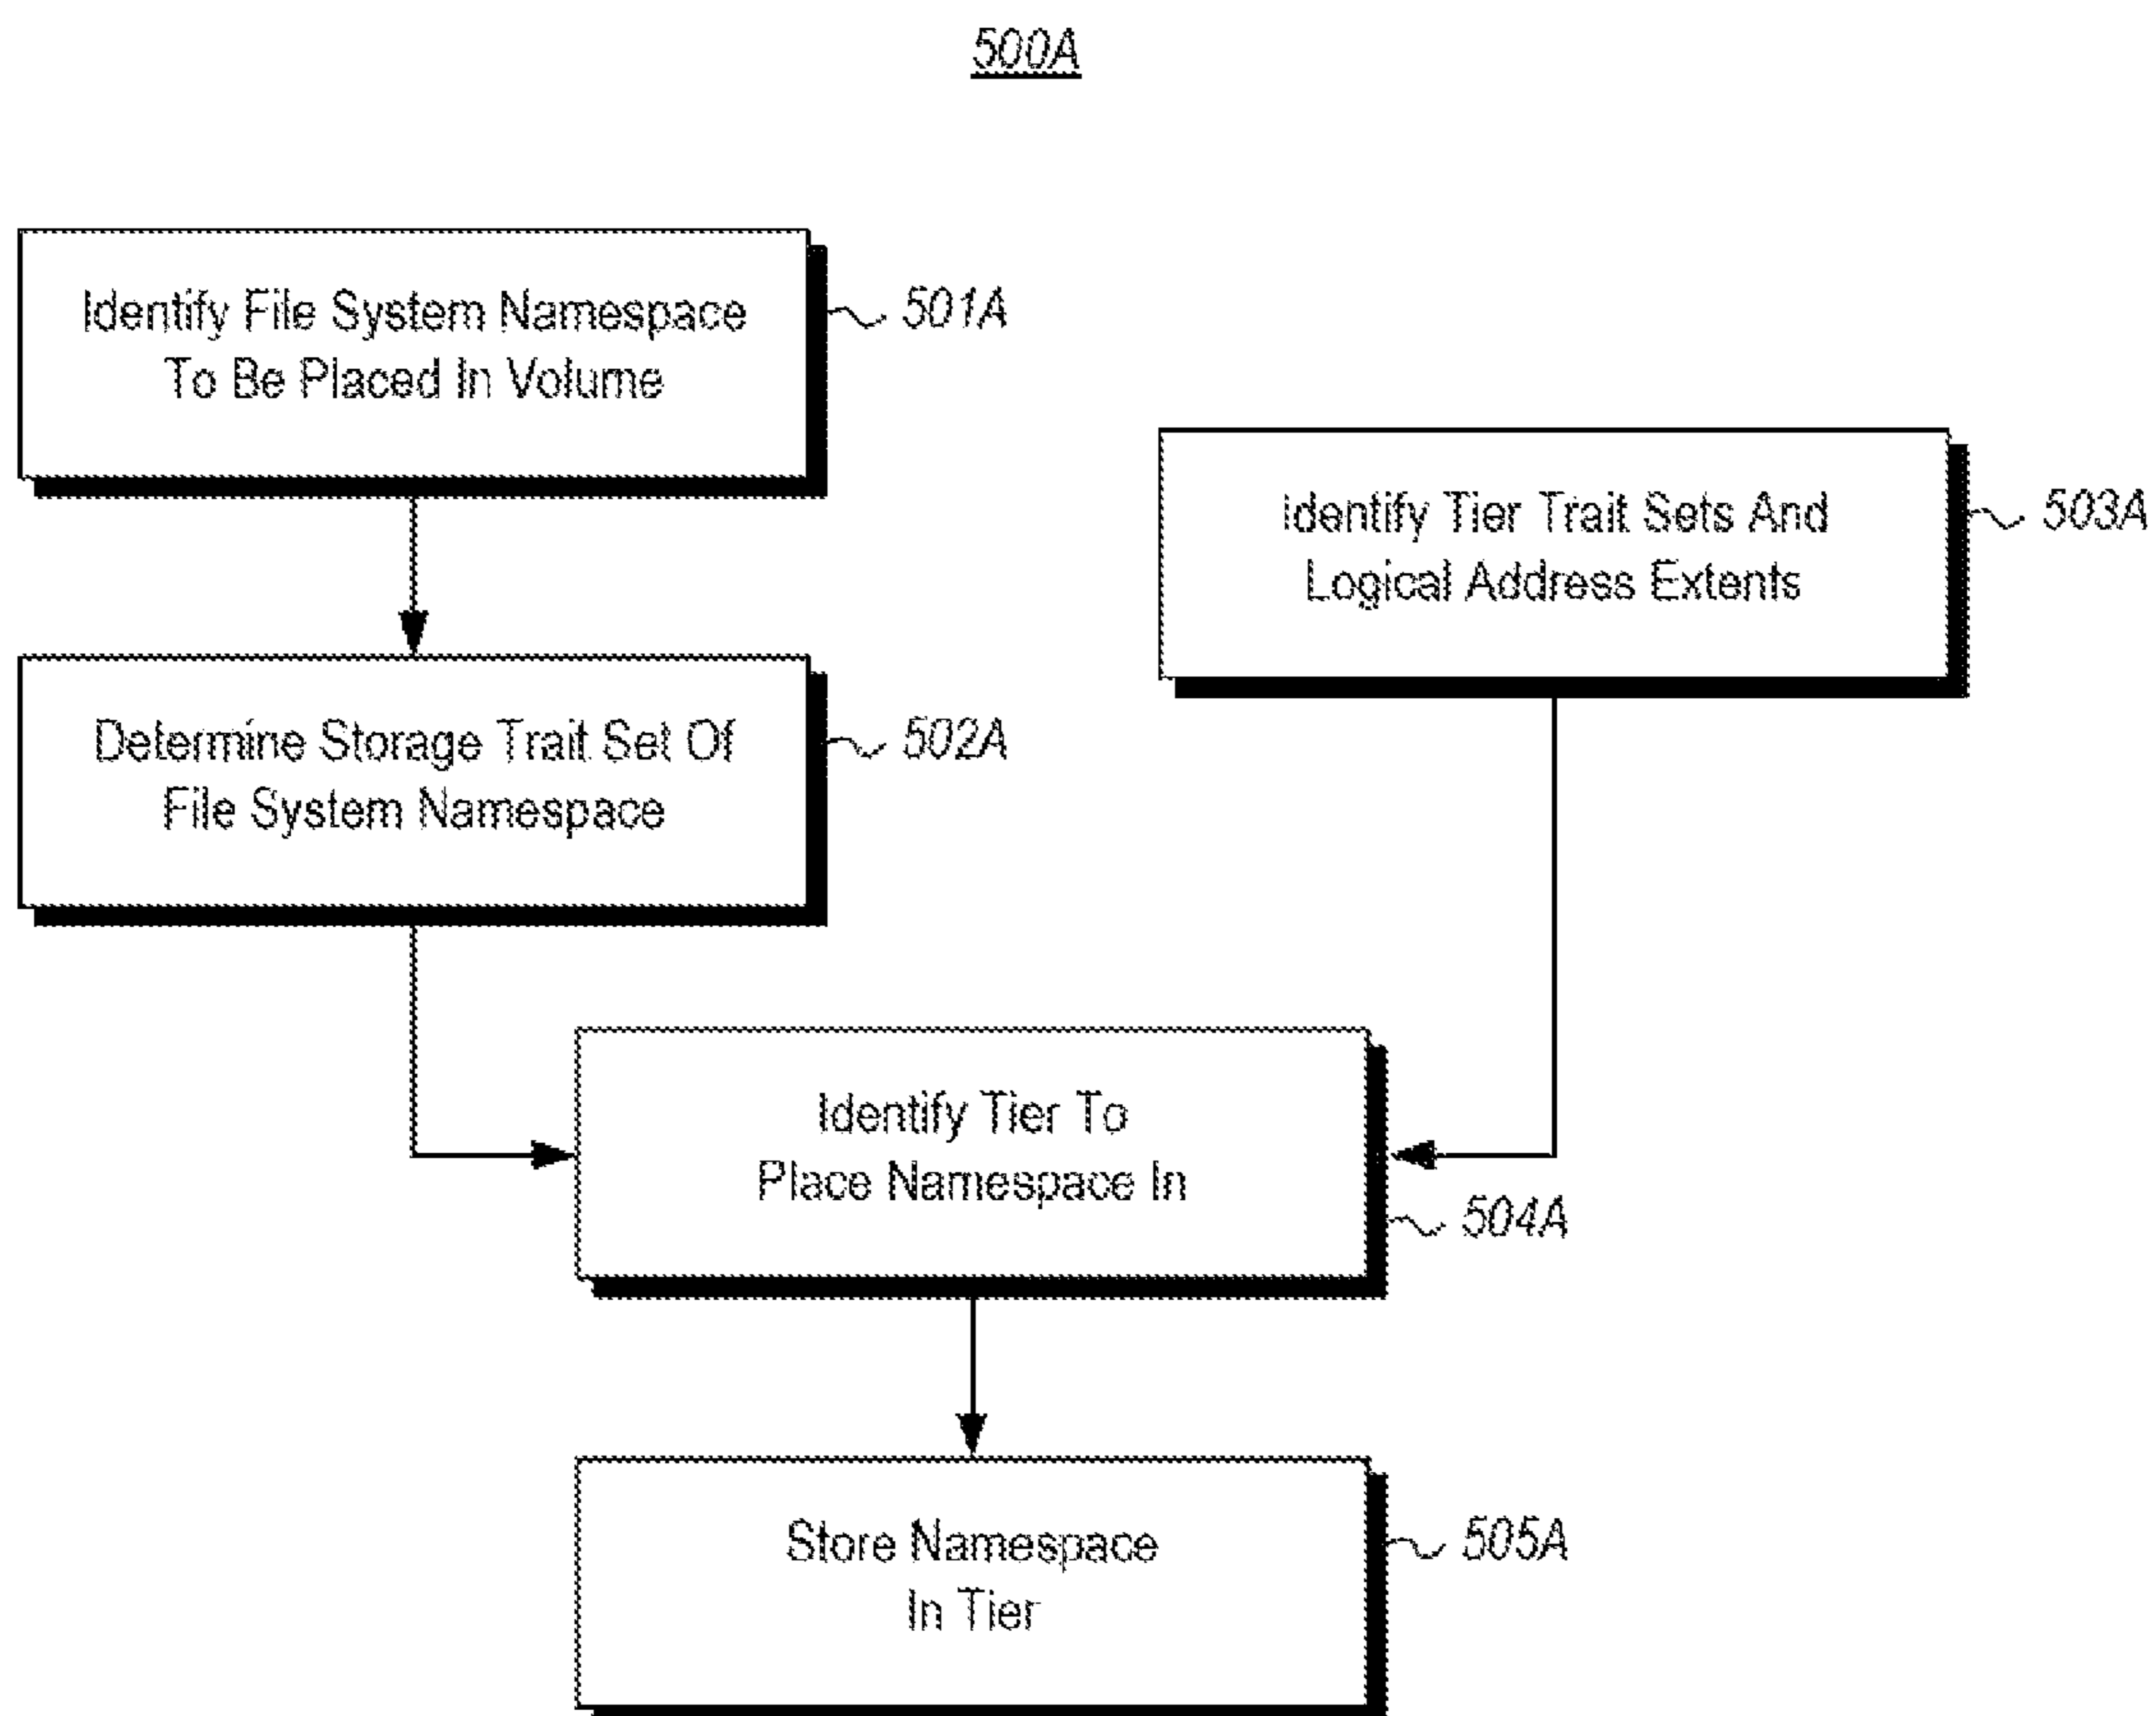 500A
Identify File System Namespace
To Be Placed In Volume
501A
Identify Tier Trait Sets And
Logical Address Extents
503A
Determine Storage Trait Set Of
File System Namespace
502A
Identify Tier To
Place Namespace In
504A
Store Namespace
In Tier
505A